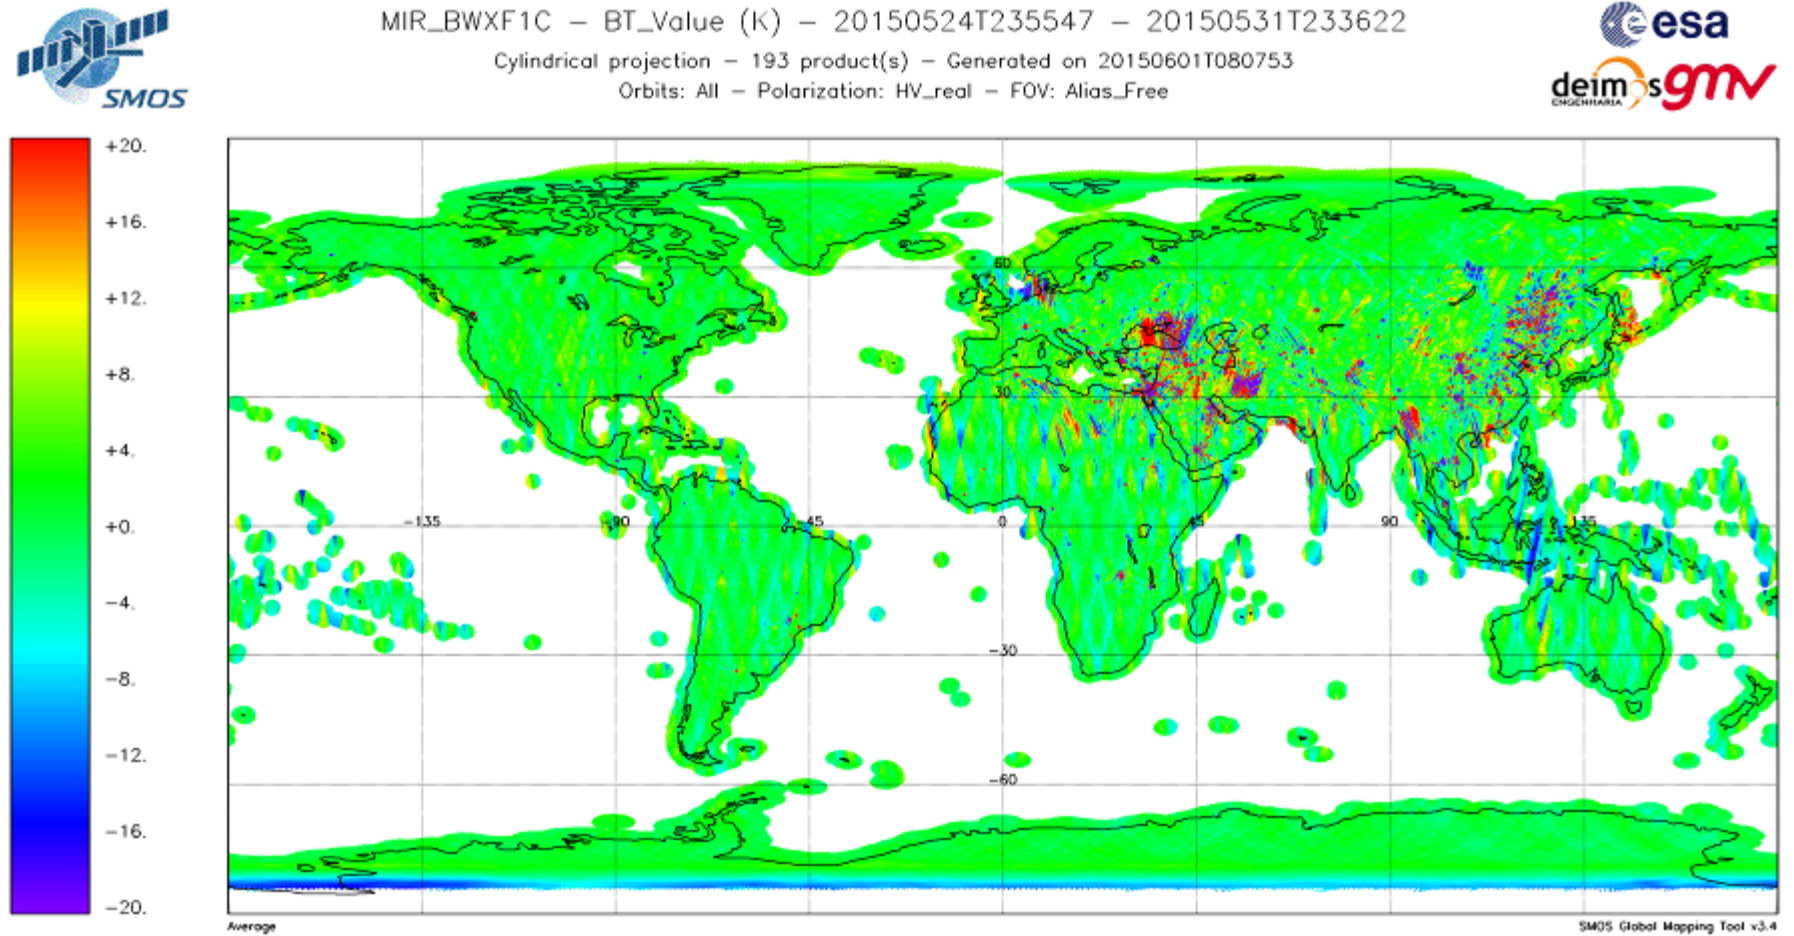 MIR_BWXF1C – BT_Value (K) – 20150524T235547 – 20150531T233622
Cylindrical projection – 193 product(s) – Generated on 20150601T080753
Orbits: All – Polarization: HV_real – FOV: Alias_Free
SMOS
esa
deimos
ENGENHARIA
gmv
+20.
+16.
+12.
+8.
+4.
+0.
−4.
−8.
−12.
−16.
−20.
60
30
−135
−90
−45
0
45
90
135
−30
−60
Average
SMOS Global Mapping Tool v3.4